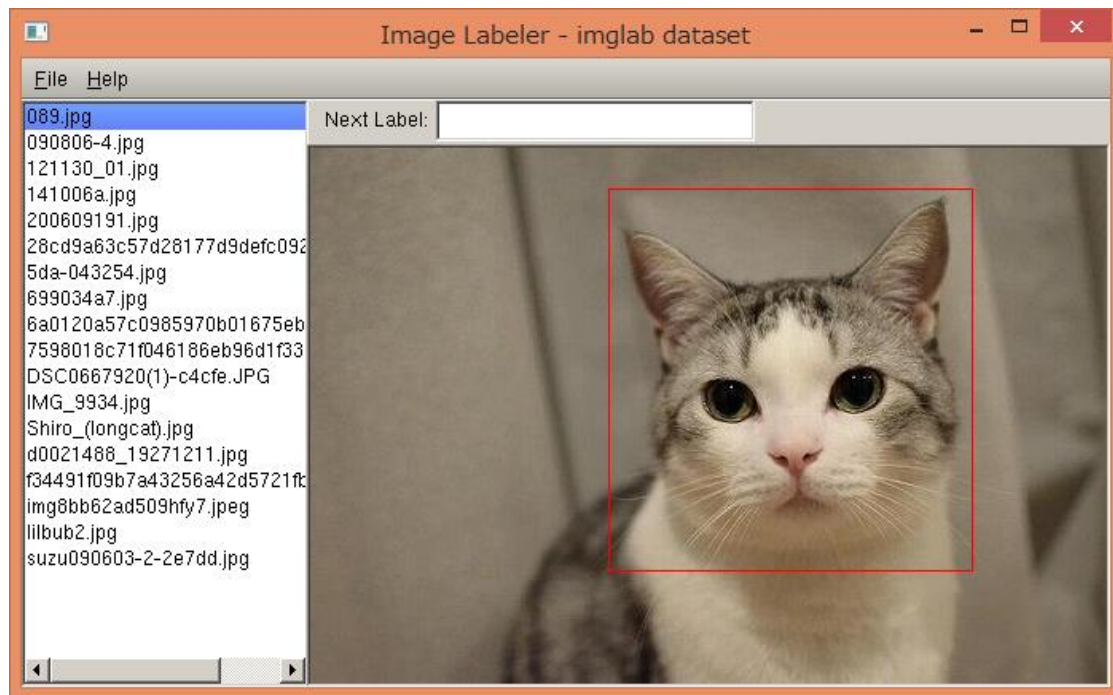 Image Labeler - imglab dataset
File Help
Next Label:
089.jpg
090806-4.jpg
121130_01.jpg
141006a.jpg
200609191.jpg
28cd9a63c57d28177d9defc092
5da-043254.jpg
699034a7.jpg
6a0120a57c0985970b01675eb
7598018c71f046186eb96d1f33
DSC0667920(1)-c4cfe.JPG
IMG_9934.jpg
Shiro_(longcat).jpg
d0021488_19271211.jpg
f34491f09b7a43256a42d5721fb
img8bb62ad509hfy7.jpeg
lilbub2.jpg
suzu090603-2-2e7dd.jpg